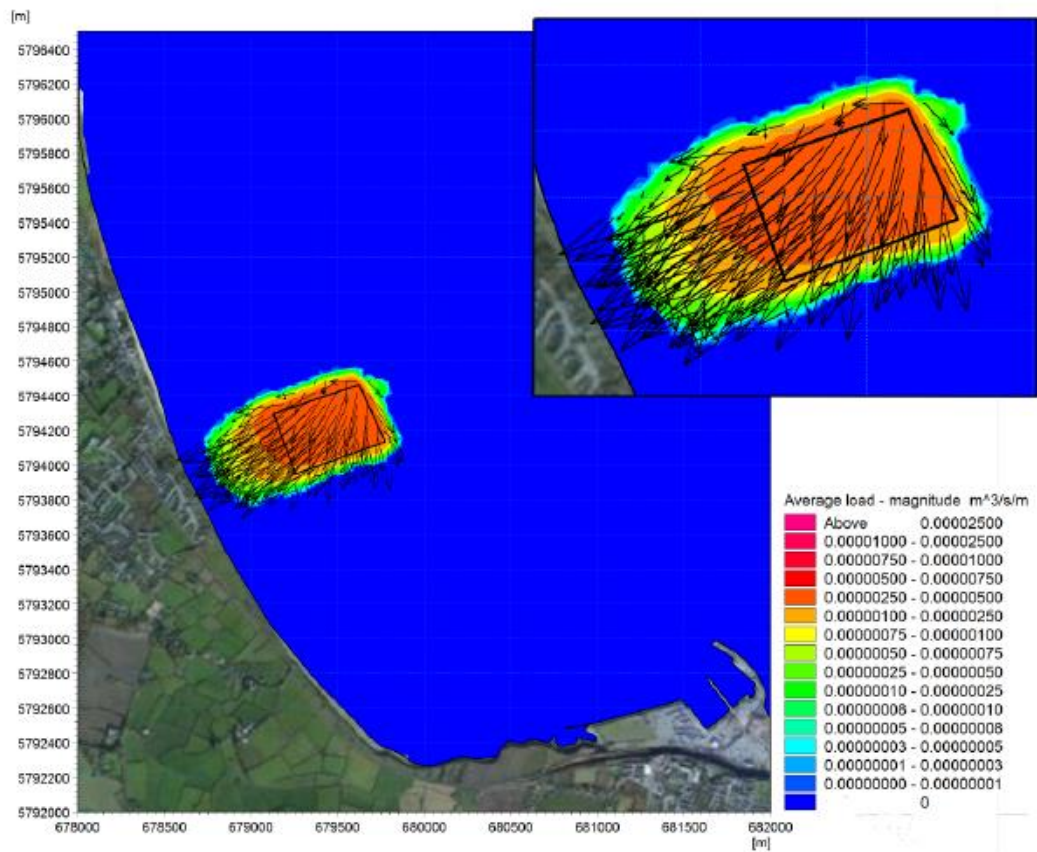 [m]
5796400
5796200
5796000
5795800
5795600
5795400
5795200
5795000
5794800
5794600
5794400
5794200
5794000
5793800
5793600
5793400
5793200
5793000
5792800
5792600
5792400
5792200
5792000
678000 678500 679000 679500 680000 680500 681000 681500 682000
[m]
Average load - magnitude m^3/s/m
Above 0.00002500
0.00001000 - 0.00002500
0.00000750 - 0.00001000
0.00000500 - 0.00000750
0.00000250 - 0.00000500
0.00000100 - 0.00000250
0.00000075 - 0.00000100
0.00000050 - 0.00000075
0.00000025 - 0.00000050
0.00000010 - 0.00000025
0.00000008 - 0.00000010
0.00000005 - 0.00000008
0.00000003 - 0.00000005
0.00000001 - 0.00000003
0.00000000 - 0.00000001
0